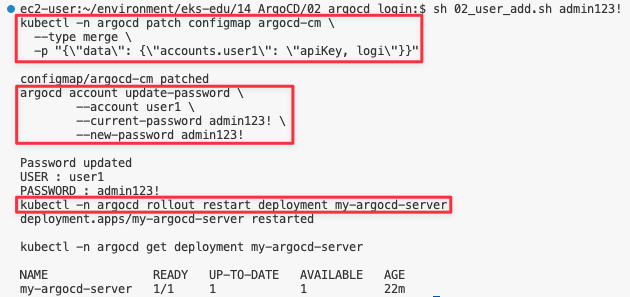 ec2-user:~/environment/eks-edu/14_ArgoCD/02_argocd_login:$ sh 02_user_add.sh admin123!
kubectl -n argocd patch configmap argocd-cm \
--type merge \
-p "{\"data\": {\"accounts.user1\": \"apiKey, logi\"}}"
configmap/argocd-cm patched
argocd account update-password \
--account user1 \
--current-password admin123! \
--new-password admin123!
Password updated
USER : user1
PASSWORD : admin123!
kubectl -n argocd rollout restart deployment my-argocd-server
deployment.apps/my-argocd-server restarted
kubectl -n argocd get deployment my-argocd-server
NAME READY UP-TO-DATE AVAILABLE AGE
my-argocd-server 1/1 1 1 22m